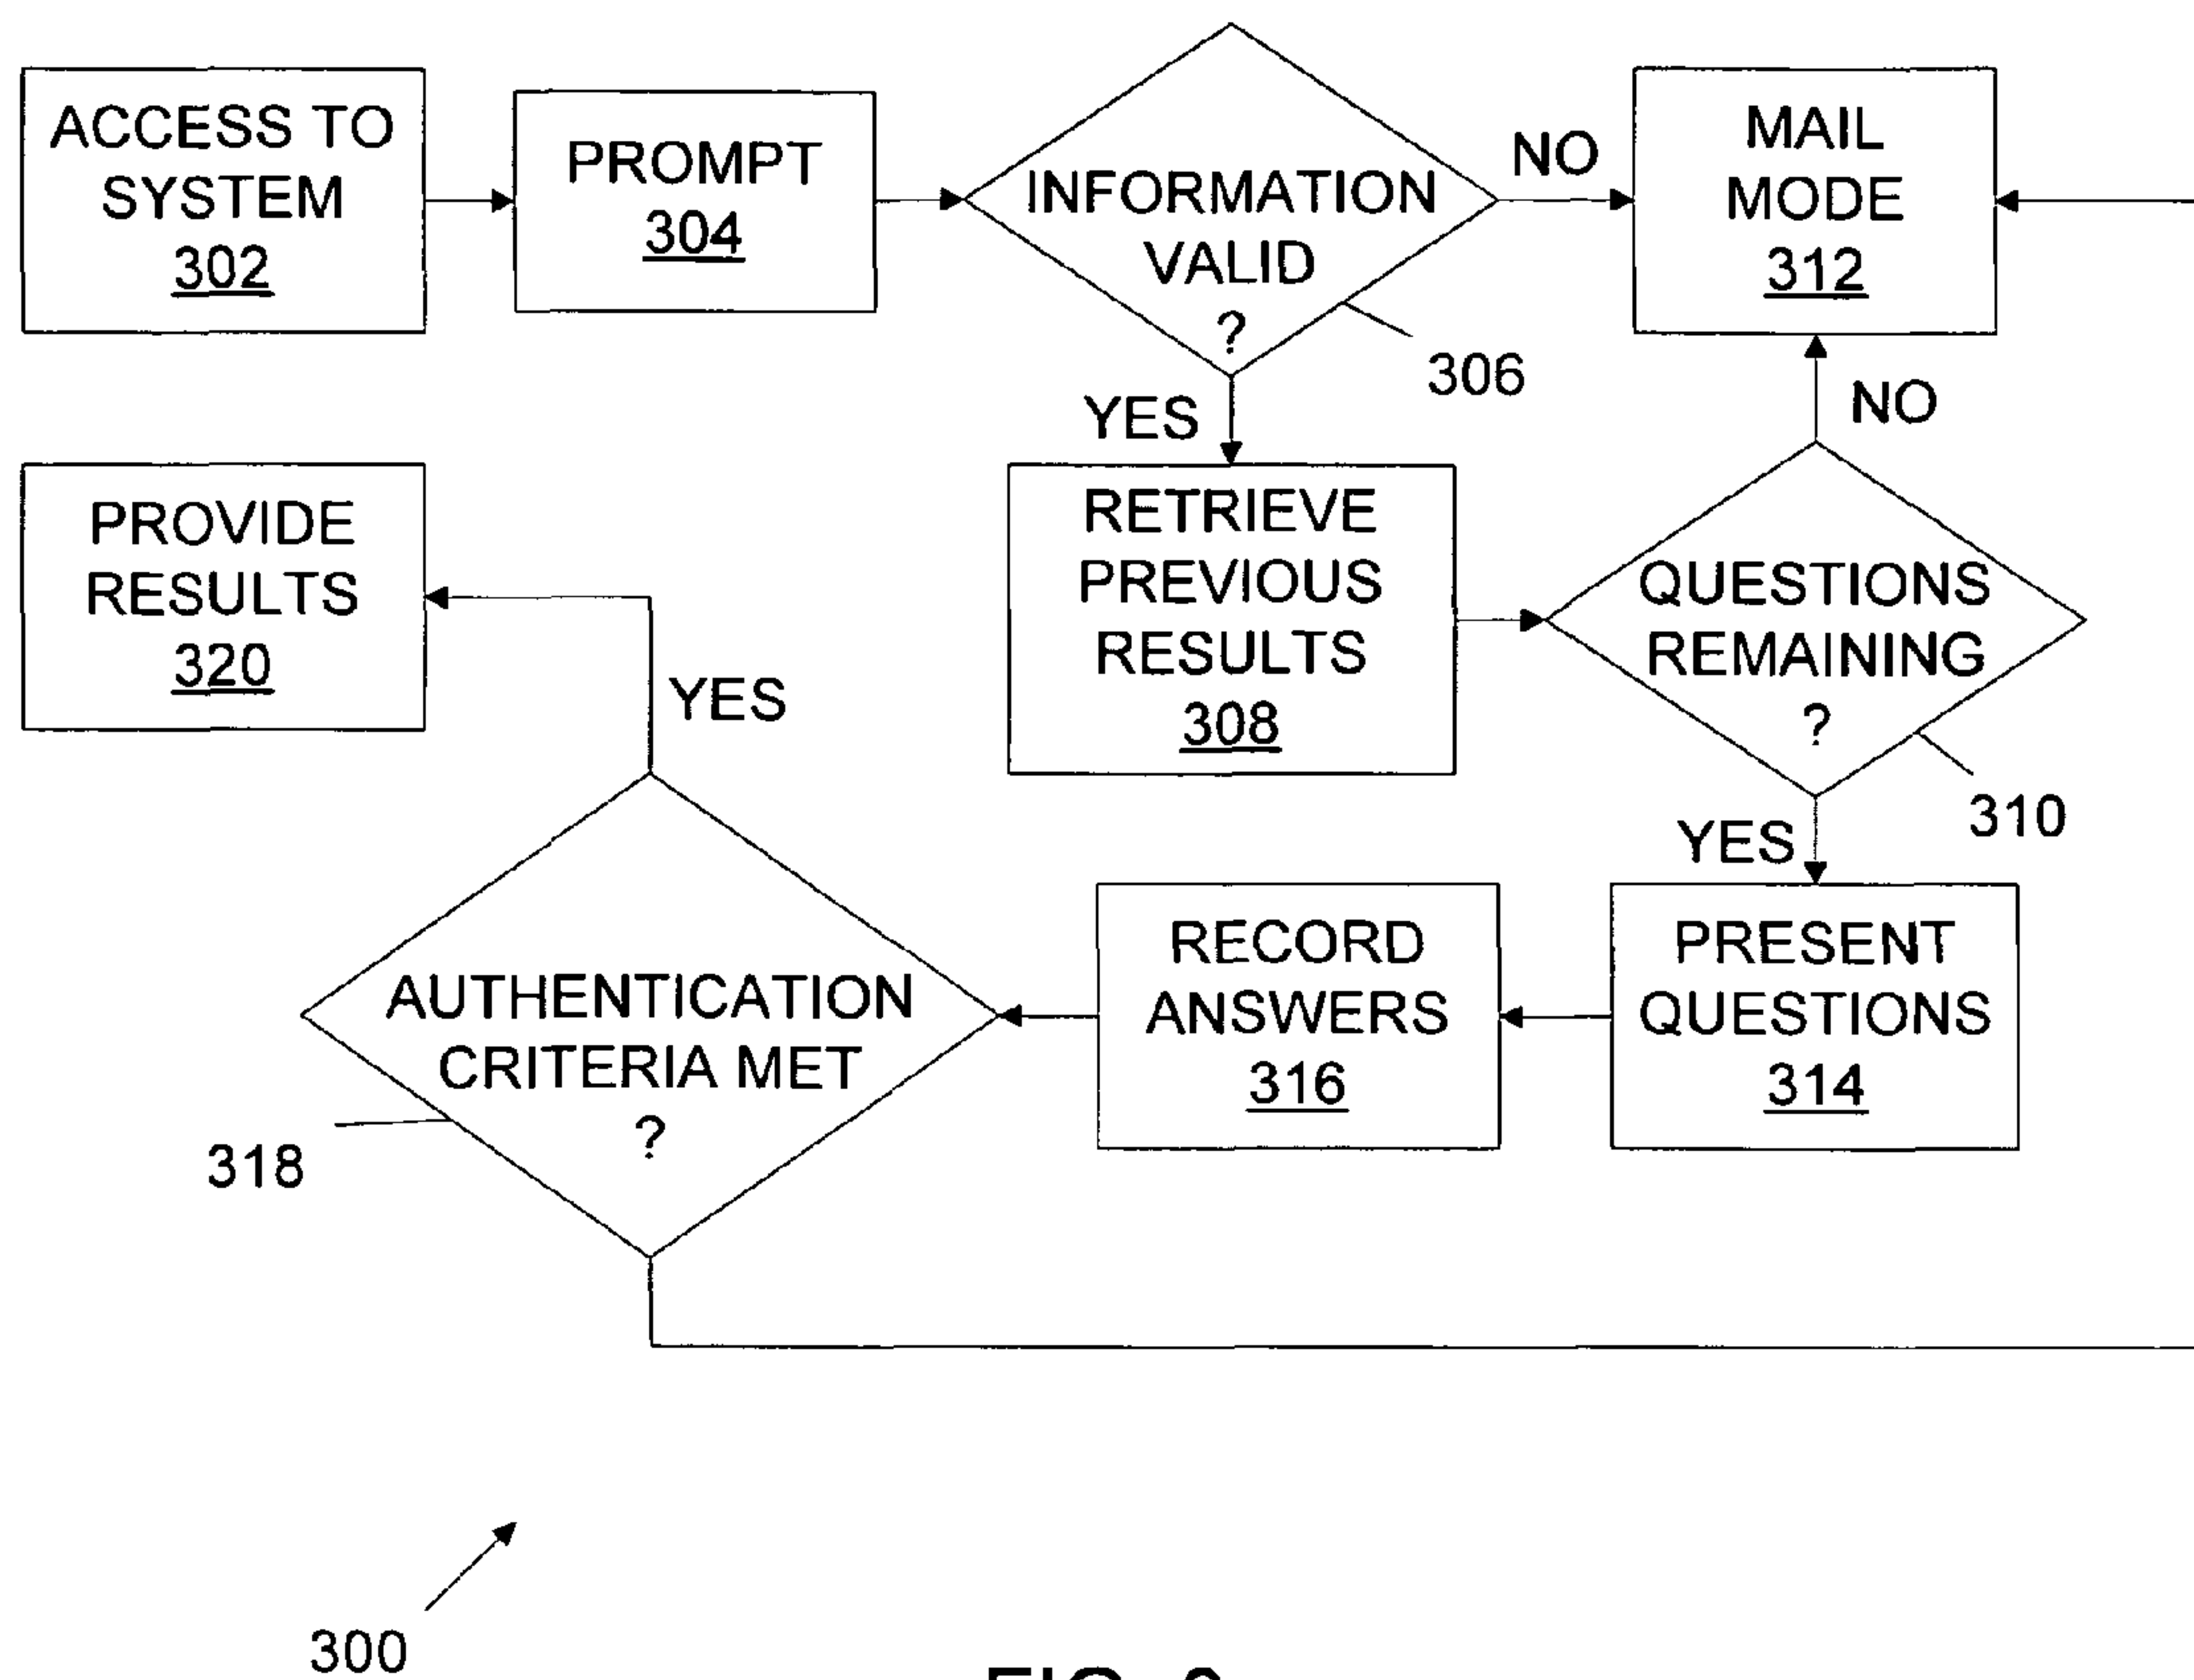 ACCESS TO
SYSTEM
302
PROMPT
304
INFORMATION
VALID
?
306
NO
MAIL
MODE
312
YES
NO
PROVIDE
RESULTS
320
RETRIEVE
PREVIOUS
RESULTS
308
QUESTIONS
REMAINING
?
310
YES
YES
AUTHENTICATION
CRITERIA MET
?
318
RECORD
ANSWERS
316
PRESENT
QUESTIONS
314
300
FIG.